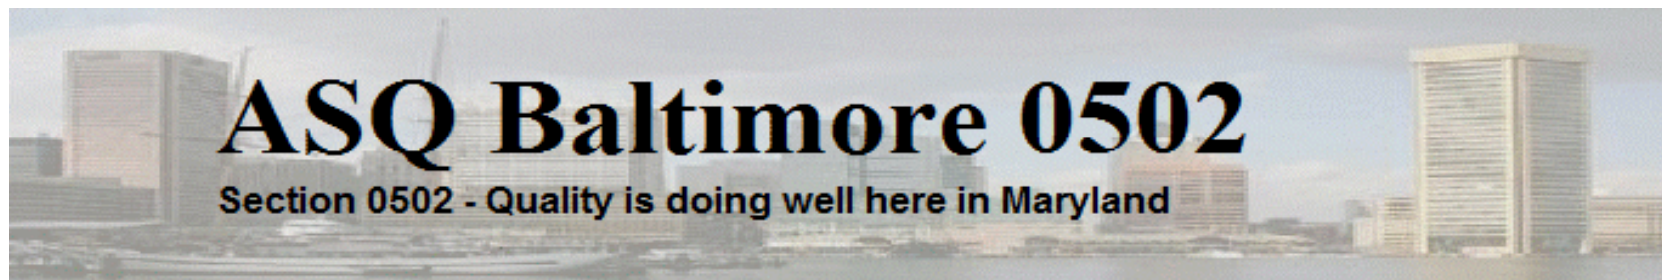 ASQ Baltimore 0502
Section 0502 - Quality is doing well here in Maryland